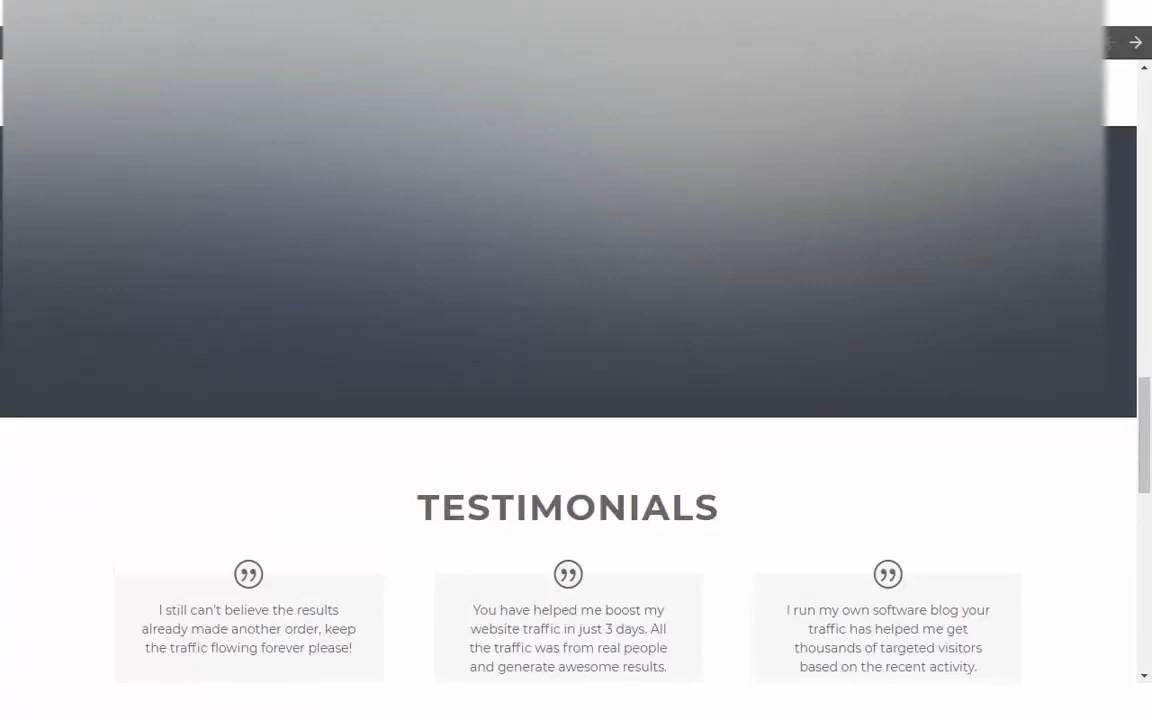 TESTIMONIALS
I still can't believe the results
already made another order, keep
the traffic flowing forever please!
You have helped me boost my
website traffic in just 3 days. All
the traffic was from real people
and generate awesome results.
I run my own software blog your
traffic has helped me get
thousands of targeted visitors
based on the recent activity.